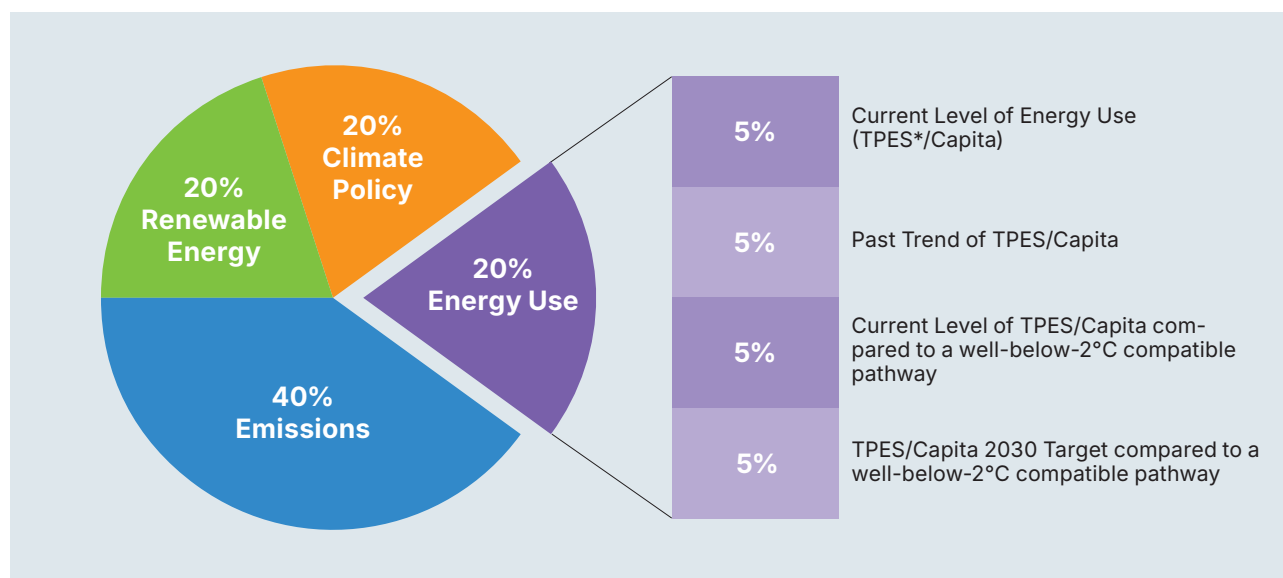 20%
Climate
Policy
20%
Renewable
Energy
20%
Energy Use
40%
Emissions
5%
Current Level of Energy Use
(TPES*/Capita)
5%
Past Trend of TPES/Capita
5%
Current Level of TPES/Capita com-
pared to a well-below-2°C compatible
pathway
5%
TPES/Capita 2030 Target compared to a
well-below-2°C compatible pathway